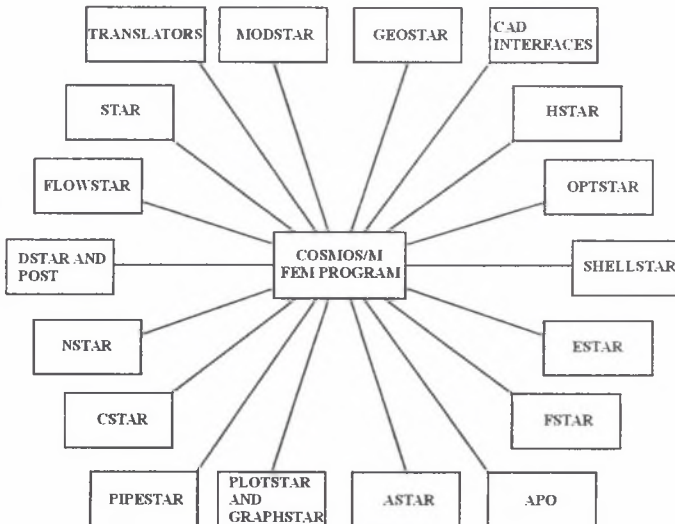 TRANSLATORS
MODSTAR
GEOSTAR
CAD
INTERFACES
STAR
HSTAR
FLOWSTAR
OPTSTAR
COSMOS/M
FEM PROGRAM
DSTAR AND
POST
SHELLSTAR
NSTAR
ESTAR
CSTAR
FSTAR
PIPESTAR
PLOTSTAR
AND
GRAPHSTAR
ASTAR
APO